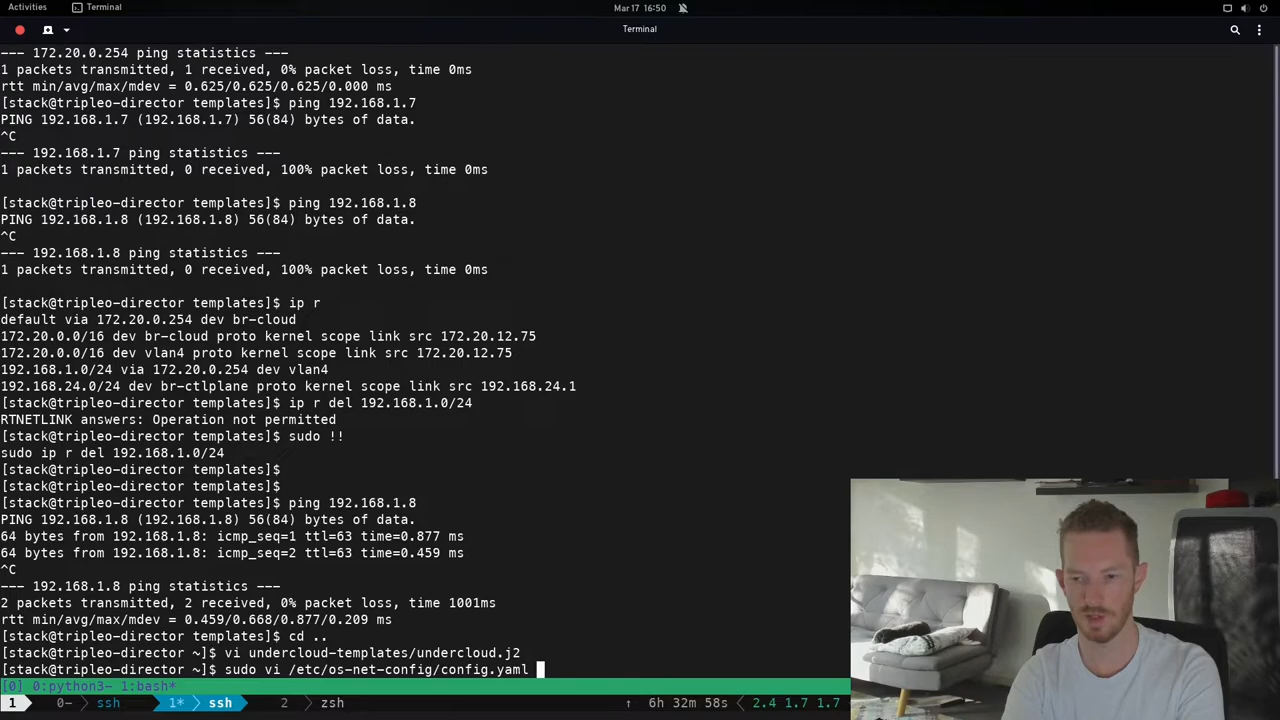 Activities
Terminal
Mar 17 16:50
Terminal
--- 172.20.0.254 ping statistics ---
1 packets transmitted, 1 received, 0% packet loss, time 0ms
rtt min/avg/max/mdev = 0.625/0.625/0.625/0.000 ms
[stack@tripleo-director templates]$ ping 192.168.1.7
PING 192.168.1.7 (192.168.1.7) 56(84) bytes of data.
^C
--- 192.168.1.7 ping statistics ---
1 packets transmitted, 0 received, 100% packet loss, time 0ms
[stack@tripleo-director templates]$ ping 192.168.1.8
PING 192.168.1.8 (192.168.1.8) 56(84) bytes of data.
^C
--- 192.168.1.8 ping statistics ---
1 packets transmitted, 0 received, 100% packet loss, time 0ms
[stack@tripleo-director templates]$ ip r
default via 172.20.0.254 dev br-cloud
172.20.0.0/16 dev br-cloud proto kernel scope link src 172.20.12.75
172.20.0.0/16 dev vlan4 proto kernel scope link src 172.20.12.75
192.168.1.0/24 via 172.20.0.254 dev vlan4
192.168.24.0/24 dev br-ctlplane proto kernel scope link src 192.168.24.1
[stack@tripleo-director templates]$ ip r del 192.168.1.0/24
RTNETLINK answers: Operation not permitted
[stack@tripleo-director templates]$ sudo !!
sudo ip r del 192.168.1.0/24
[stack@tripleo-director templates]$
[stack@tripleo-director templates]$
[stack@tripleo-director templates]$ ping 192.168.1.8
PING 192.168.1.8 (192.168.1.8) 56(84) bytes of data.
64 bytes from 192.168.1.8: icmp_seq=1 ttl=63 time=0.877 ms
64 bytes from 192.168.1.8: icmp_seq=2 ttl=63 time=0.459 ms
^C
--- 192.168.1.8 ping statistics ---
2 packets transmitted, 2 received, 0% packet loss, time 1001ms
rtt min/avg/max/mdev = 0.459/0.668/0.877/0.209 ms
[stack@tripleo-director templates]$ cd ..
[stack@tripleo-director ~]$ vi undercloud-templates/undercloud.j2
[stack@tripleo-director ~]$ sudo vi /etc/os-net-config/config.yaml
[0] 0:python3- 1:bash*
1 0- ssh 1* ssh 2 zsh ↑ 6h 32m 58s 2.4 1.7 1.7